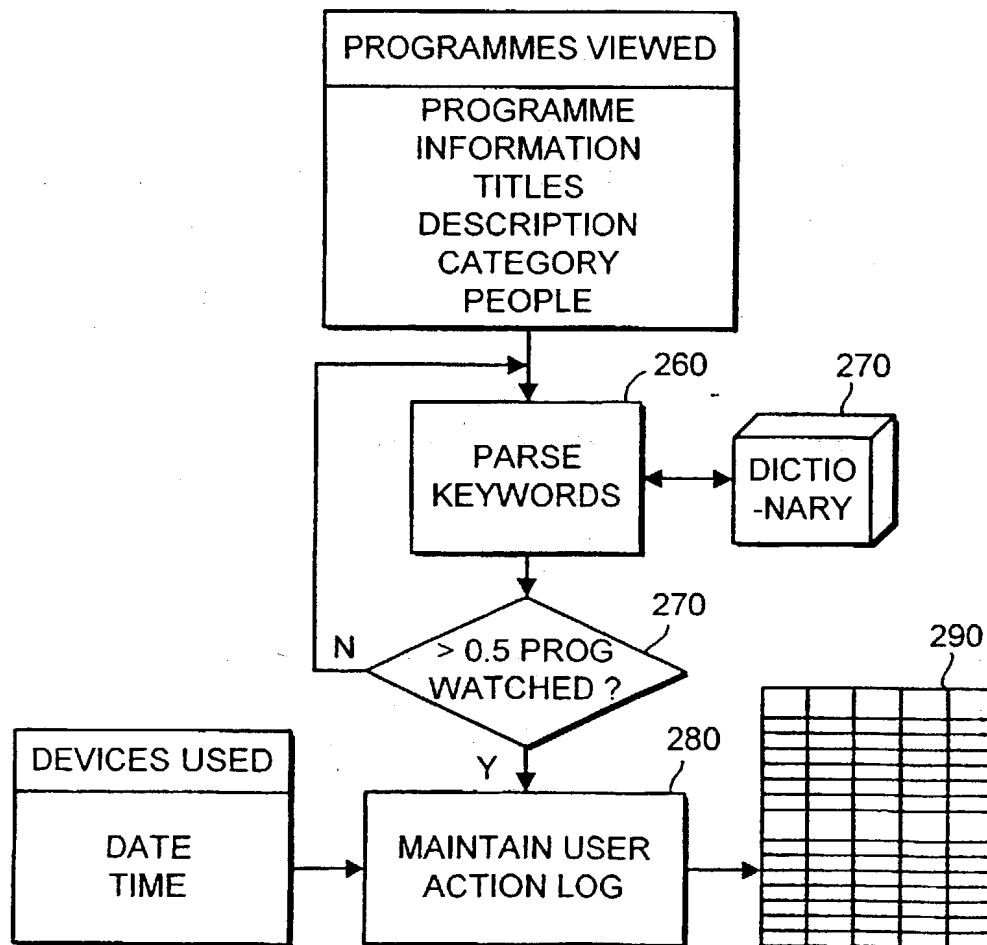 PROGRAMMES VIEWED
PROGRAMME
INFORMATION
TITLES
DESCRIPTION
CATEGORY
PEOPLE
260
270
PARSE
KEYWORDS
DICTIO
-NARY
270
N
> 0.5 PROG
WATCHED ?
290
Y
280
DEVICES USED
DATE
TIME
MAINTAIN USER
ACTION LOG